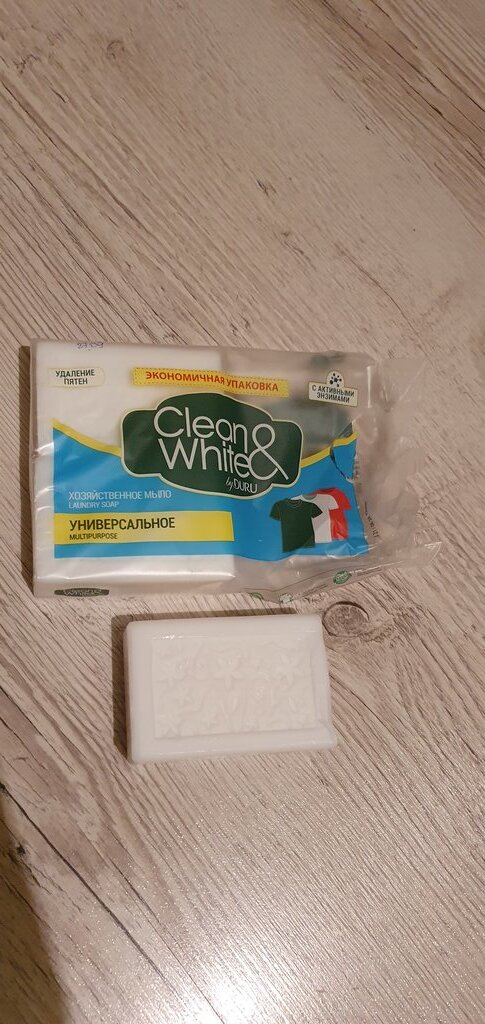 УДАЛЕНИЕ
ПЯТЕН
ЭКОНОМИЧНАЯ УПАКОВКА
С АКТИВНЫМИ
ЭНЗИМАМИ
Clean &
White
by DURU
ХОЗЯЙСТВЕННОЕ МЫЛО
LAUNDRY SOAP
УНИВЕРСАЛЬНОЕ
MULTIPURPOSE